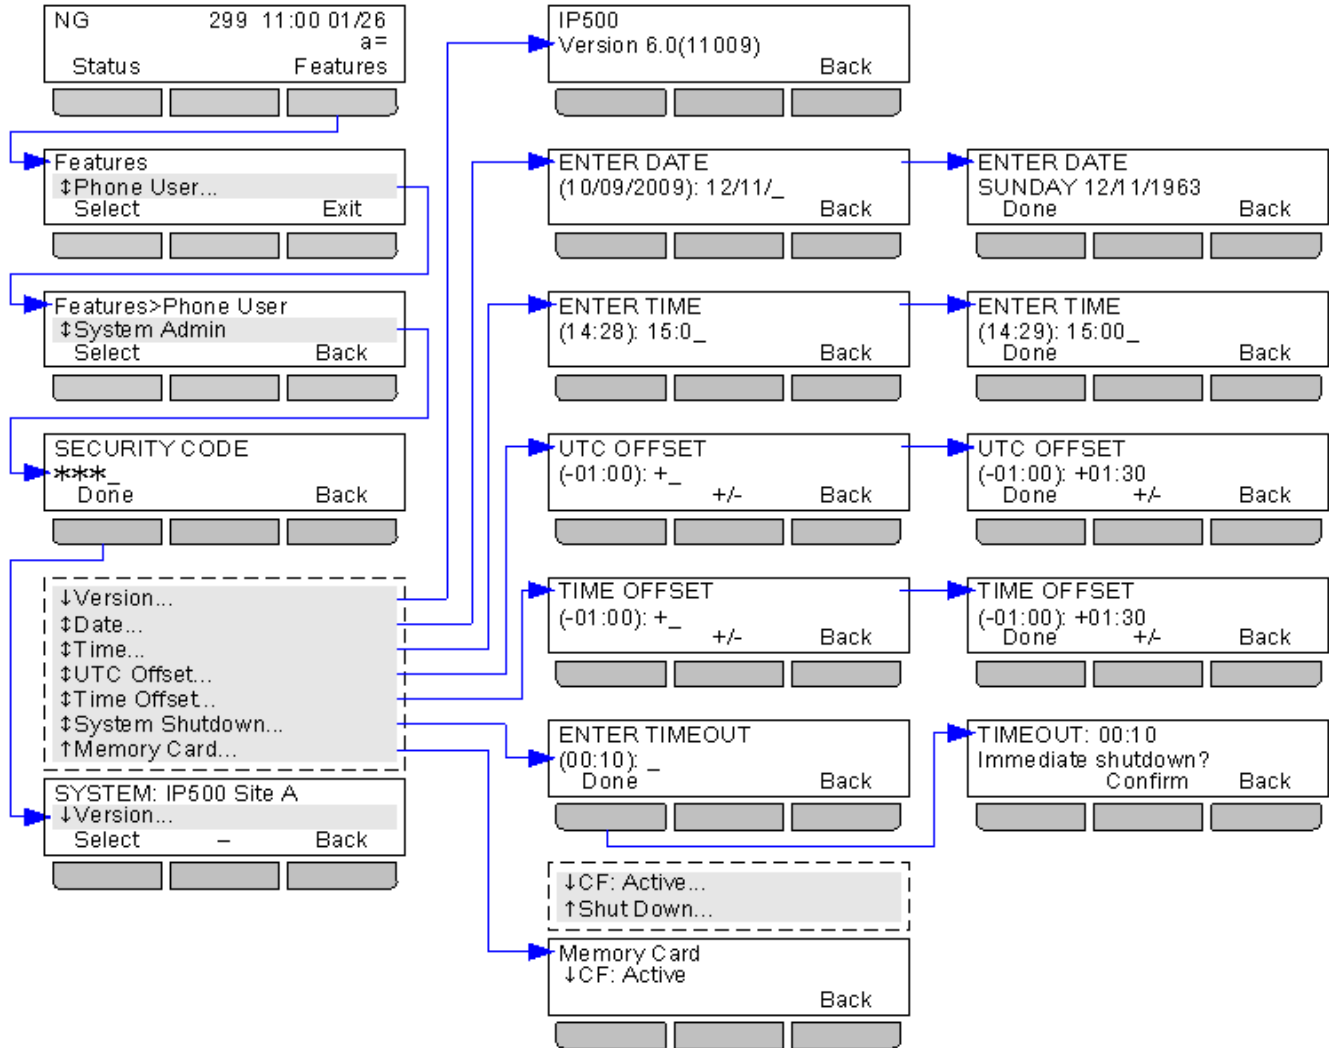 NG 299 11:00 01/26
a=
Status Features
Features
↕Phone User...
Select Exit
Features>Phone User
↕System Admin
Select Back
SECURITY CODE
***_
Done Back
↓Version...
↕Date...
↕Time...
↕UTC Offset...
↕Time Offset...
↕System Shutdown...
↑Memory Card...
SYSTEM: IP500 Site A
↓Version...
Select – Back
IP500
Version 6.0(11009)
Back
ENTER DATE
(10/09/2009): 12/11/_
Back
ENTER DATE
SUNDAY 12/11/1963
Done Back
ENTER TIME
(14:28): 15:0_
Back
ENTER TIME
(14:29): 15:00_
Done Back
UTC OFFSET
(-01:00): +_
+/- Back
UTC OFFSET
(-01:00): +01:30
Done +/- Back
TIME OFFSET
(-01:00): +_
+/- Back
TIME OFFSET
(-01:00): +01:30
Done +/- Back
ENTER TIMEOUT
(00:10): _
Done Back
TIMEOUT: 00:10
Immediate shutdown?
Confirm Back
↓CF: Active...
↑Shut Down...
Memory Card
↓CF: Active
Back